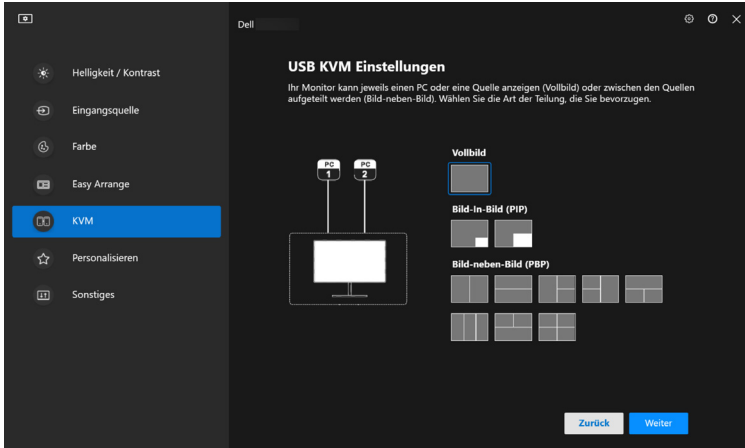 Dell
Helligkeit / Kontrast
Eingangsquelle
Farbe
Easy Arrange
KVM
Personalisieren
Sonstiges
USB KVM Einstellungen
Ihr Monitor kann jeweils einen PC oder eine Quelle anzeigen (Vollbild) oder zwischen den Quellen
aufgeteilt werden (Bild-neben-Bild). Wählen Sie die Art der Teilung, die Sie bevorzugen.
PC
1
PC
2
Vollbild
Bild-In-Bild (PIP)
Bild-neben-Bild (PBP)
Zurück
Weiter